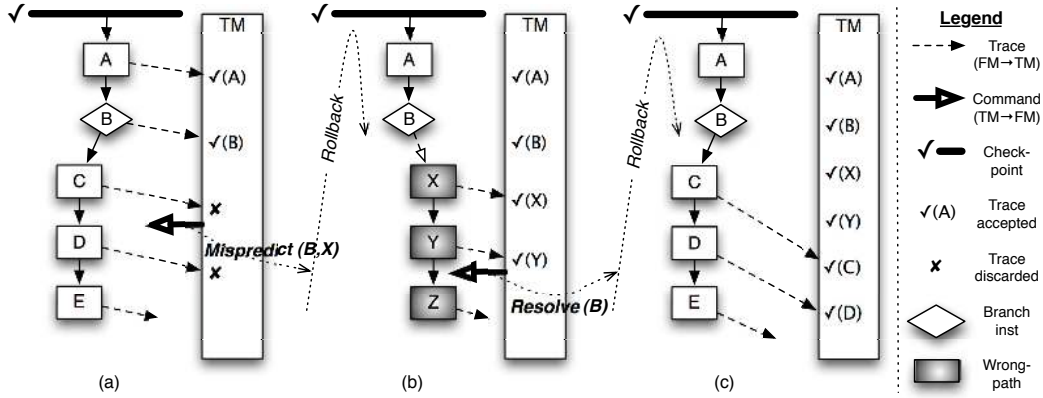 ✓
TM
A
✓(A)
B
✓(B)
C
✘
Mispredict (B,X)
D
✘
E
(a)
Rollback
✓
TM
A
✓(A)
B
✓(B)
X
✓(X)
Y
✓(Y)
Z
Resolve (B)
(b)
Rollback
✓
TM
A
✓(A)
B
✓(B)
✓(X)
C
✓(Y)
D
✓(C)
E
✓(D)
(c)
Legend
Trace
(FM→TM)
Command
(TM→FM)
✓
Check-
point
✓(A)
Trace
accepted
✘
Trace
discarded
Branch
inst
Wrong-
path